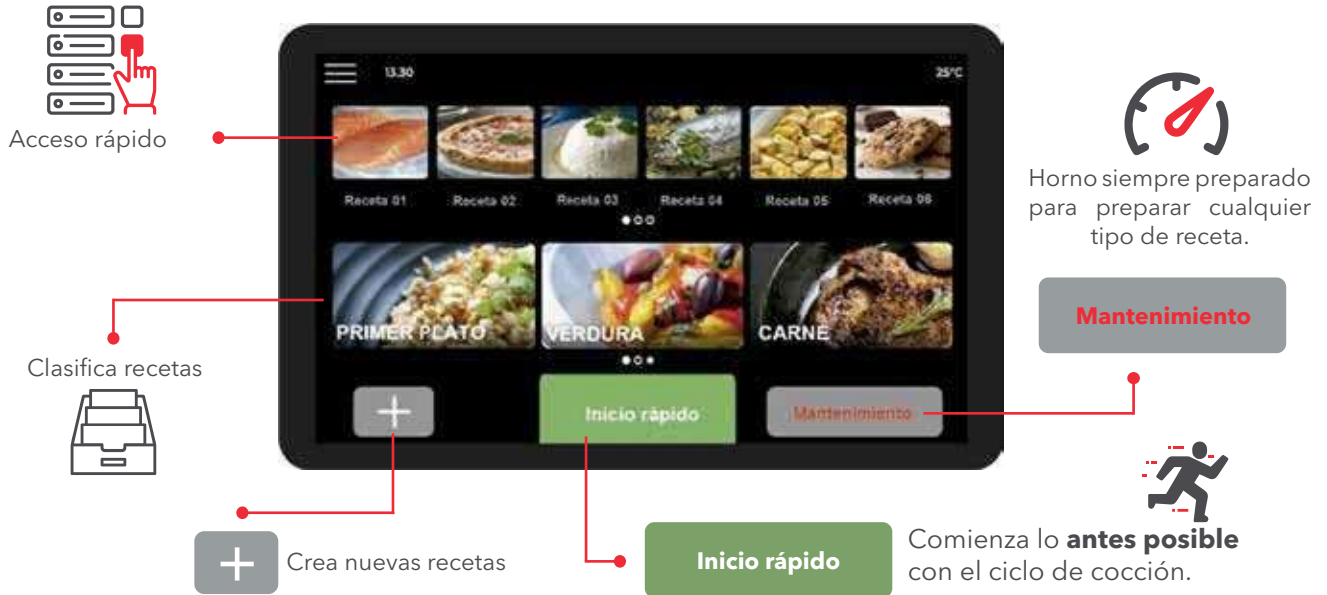 13.30
25°C
Acceso rápido
Receta 01
Receta 02
Receta 03
Receta 04
Receta 05
Receta 06
Horno siempre preparado
para preparar cualquier
tipo de receta.
PRIMER PLATO
VERDURA
CARNE
Mantenimiento
Clasifica recetas
+
Inicio rápido
Mantenimiento
+
Crea nuevas recetas
Inicio rápido
Comienza lo antes posible
con el ciclo de cocción.